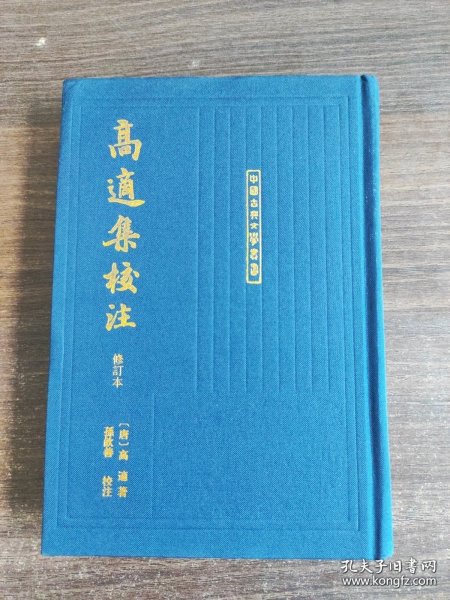 高適集校注
修訂本
〔唐〕高適著
孫欽善 校注
中國古典文學叢書
孔夫子旧书网
www.kongfz.com